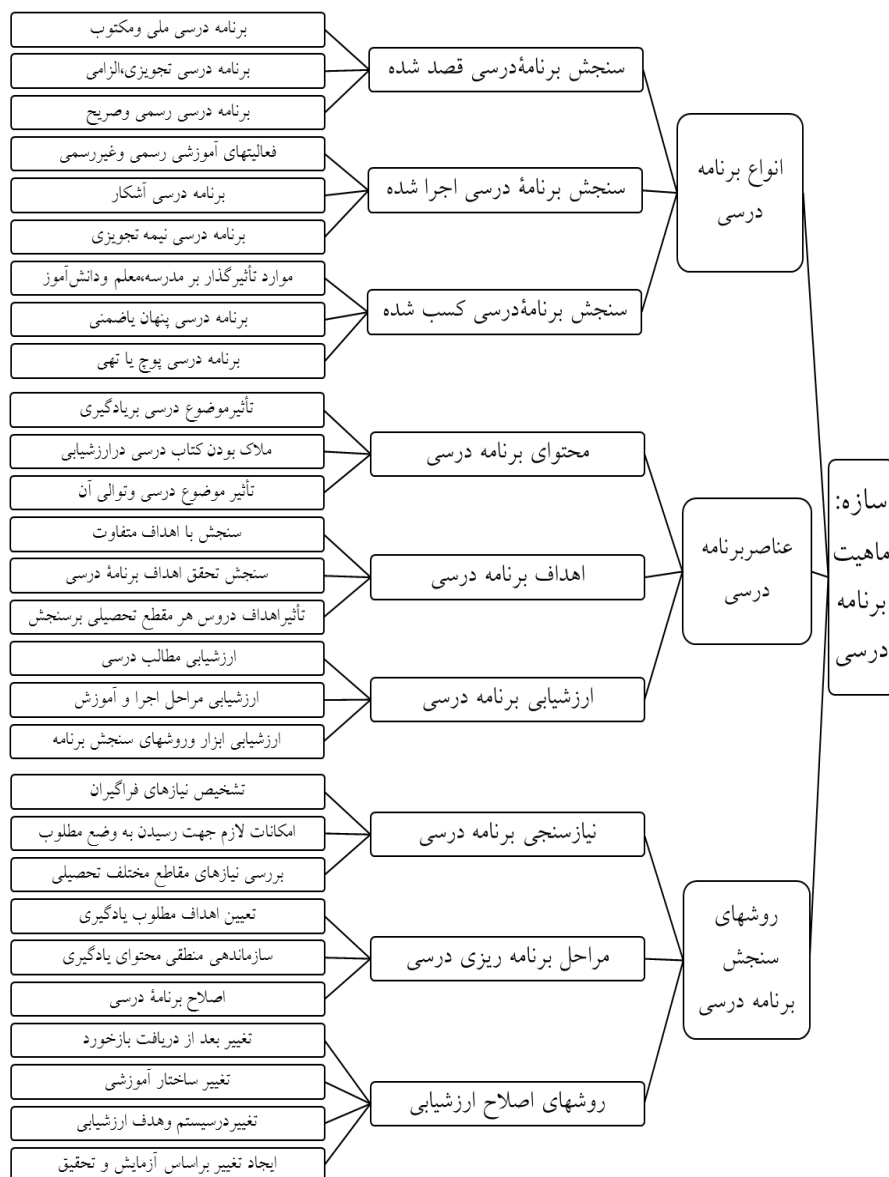 سازه:
ماهیت
برنامه
درسی
انواع برنامه
درسی
سنجش برنامهٔ‌درسی قصد شده
برنامه درسی ملی ومکتوب
برنامه درسی تجویزی،الزامی
برنامه درسی رسمی وصریح
سنجش برنامهٔ درسی اجرا شده
فعالیتهای آموزشی رسمی وغیررسمی
برنامه درسی آشکار
برنامه درسی نیمه تجویزی
سنجش برنامهٔ‌درسی کسب شده
موارد تأثیرگذار بر مدرسه،معلم ودانش‌آموز
برنامه درسی پنهان یاضمنی
برنامه درسی پوچ یا تهی
عناصربرنامه
درسی
محتوای برنامه درسی
تأثیرموضوع درسی بریادگیری
ملاک بودن کتاب درسی درارزشیابی
تأثیر موضوع درسی وتوالی آن
اهداف برنامه درسی
سنجش با اهداف متفاوت
سنجش تحقق اهداف برنامهٔ درسی
تأثیراهداف دروس هر مقطع تحصیلی برسنجش
ارزشیابی برنامه درسی
ارزشیابی مطالب درسی
ارزشیابی مراحل اجرا و آموزش
ارزشیابی ابزار وروشهای سنجش برنامه
روشهای
سنجش
برنامه درسی
نیازسنجی برنامه درسی
تشخیص نیازهای فراگیران
امکانات لازم جهت رسیدن به وضع مطلوب
بررسی نیازهای مقاطع مختلف تحصیلی
مراحل برنامه ریزی درسی
تعیین اهداف مطلوب یادگیری
سازماندهی منطقی محتوای یادگیری
اصلاح برنامهٔ درسی
روشهای اصلاح ارزشیابی
تغییر بعد از دریافت بازخورد
تغییر ساختار آموزشی
تغییردرسیستم وهدف ارزشیابی
ایجاد تغییر براساس آزمایش و تحقیق